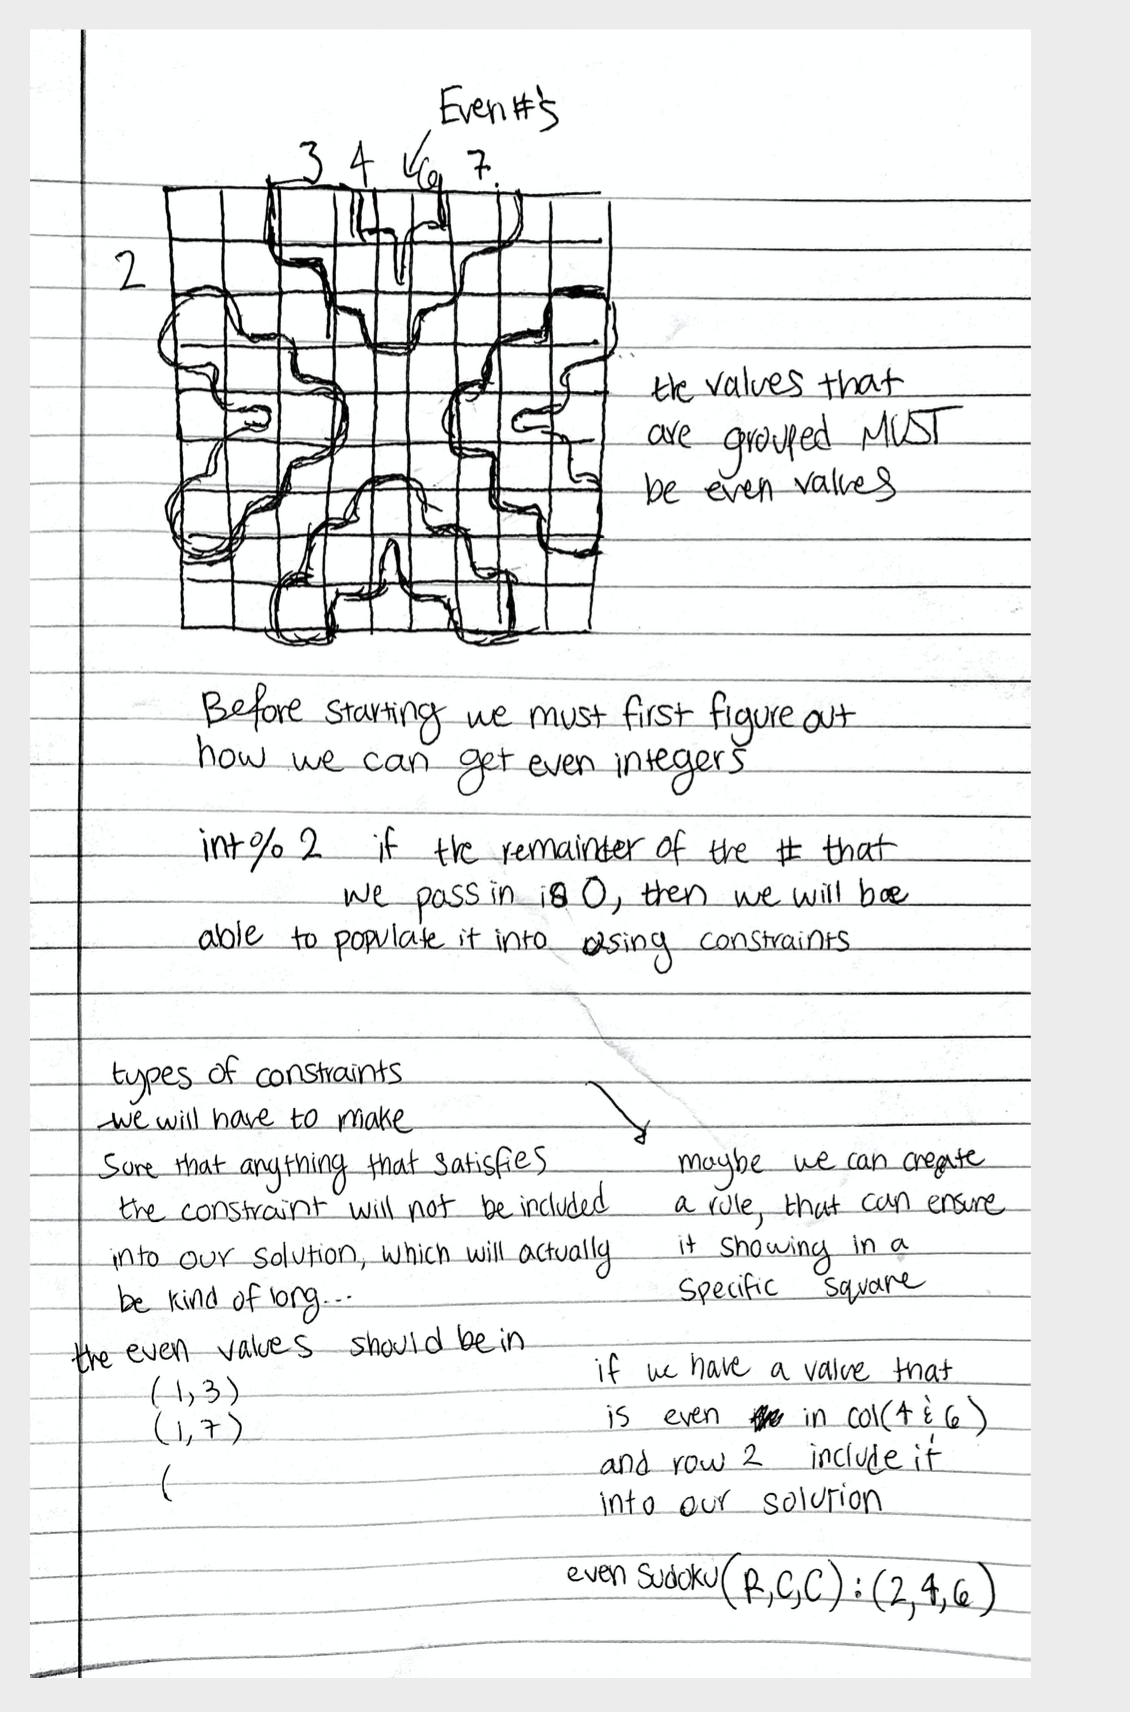 Even #'s
3 4 6 7
2
the values that
are grouped MUST
be even values
Before starting we must first figure out
how we can get even integers
int % 2 if the remainder of the # that
we pass in is 0, then we will be
able to populate it into using constraints
types of constraints
-we will have to make
sure that anything that satisfies
the constraint will not be included
into our solution, which will actually
be kind of long...
maybe we can create
a rule, that can ensure
it showing in a
specific square
the even values should be in
(1,3)
(1,7)
(
if we have a value that
is even in col(4 & 6)
and row 2 include it
into our solution
even Sudoku(R,C,C):(2,4,6)